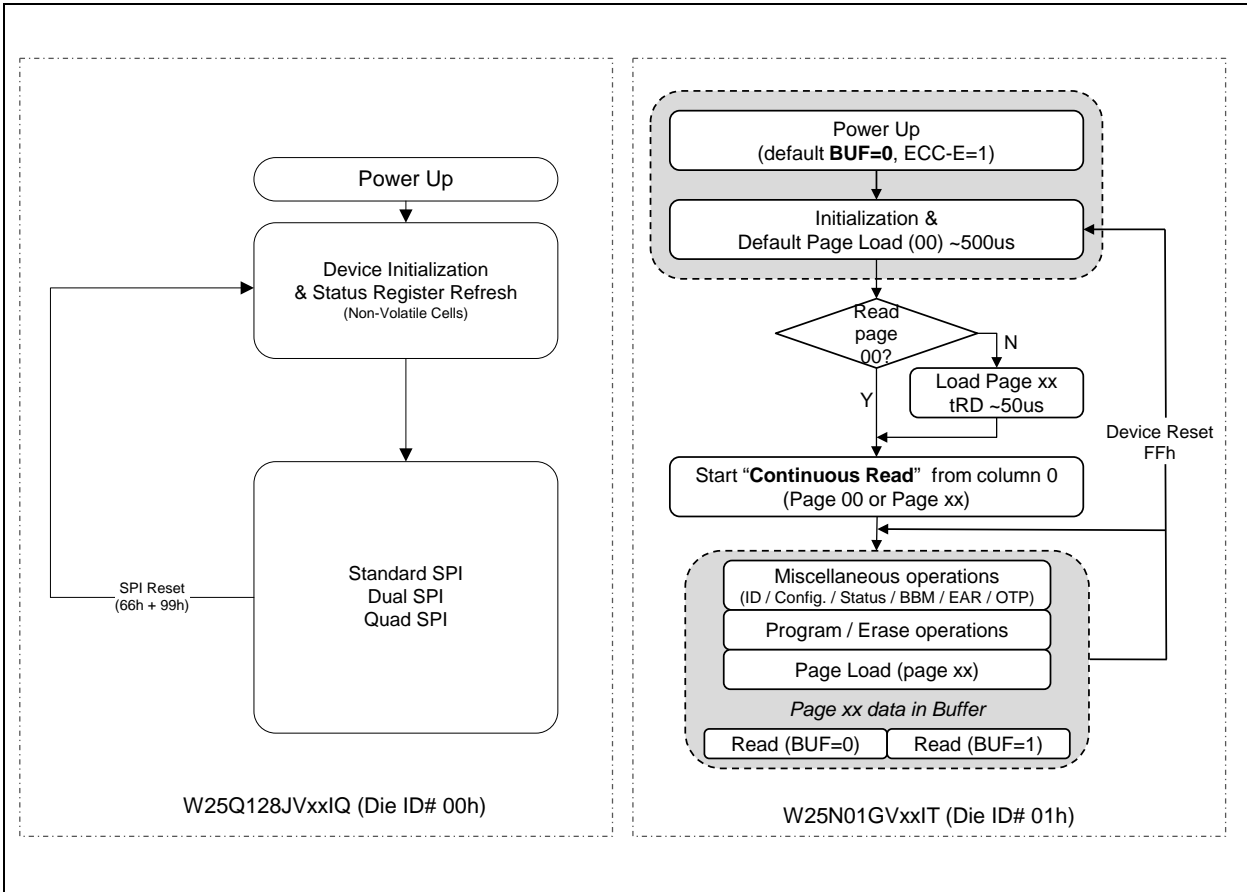 Power Up
Device Initialization
& Status Register Refresh
(Non-Volatile Cells)
SPI Reset
(66h + 99h)
Standard SPI
Dual SPI
Quad SPI
W25Q128JVxxIQ (Die ID# 00h)
Power Up
(default BUF=0, ECC-E=1)
Initialization &
Default Page Load (00) ~500us
Read
page
00?
N
Load Page xx
tRD ~50us
Y
Device Reset
FFh
Start “Continuous Read” from column 0
(Page 00 or Page xx)
Miscellaneous operations
(ID / Config. / Status / BBM / EAR / OTP)
Program / Erase operations
Page Load (page xx)
Page xx data in Buffer
Read (BUF=0)
Read (BUF=1)
W25N01GVxxIT (Die ID# 01h)